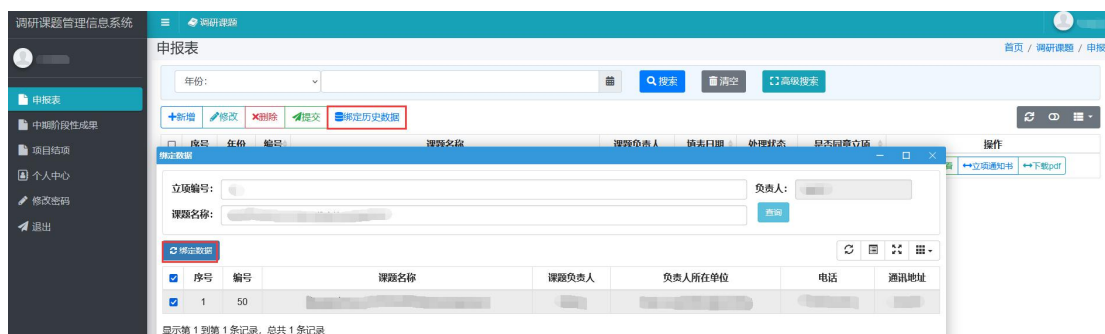 调研课题管理信息系统
调研课题
申报表
首页 / 调研课题 / 申报
年份:
搜索
清空
高级搜索
申报表
中期阶段性成果
项目结项
个人中心
修改密码
退出
新增 修改 删除 提交 绑定历史数据
序号 年份 编号 课题名称 课题负责人 填表日期 处理状态 是否同意立项 操作
立项通知书 下载pdf
绑定数据
立项编号:
负责人:
课题名称:
查询
绑定数据
序号 编号 课题名称 课题负责人 负责人所在单位 电话 通讯地址
1 50
显示第 1 到第 1 条记录，总共 1 条记录